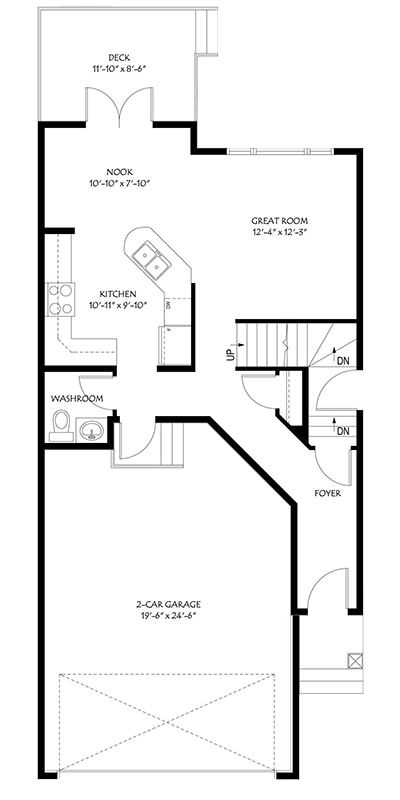 DECK
11'-10" x 8'-6"
NOOK
10'-10" x 7'-10"
GREAT ROOM
12'-4" x 12'-3"
KITCHEN
10'-11" x 9'-10"
DW
UP
DN
WASHROOM
DN
FOYER
2-CAR GARAGE
19'-6" x 24'-6"